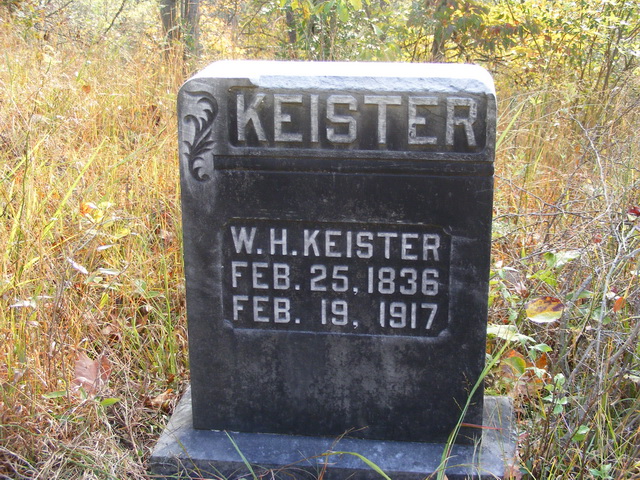 KEISTER
W.H.KEISTER
FEB. 25, 1836
FEB. 19, 1917